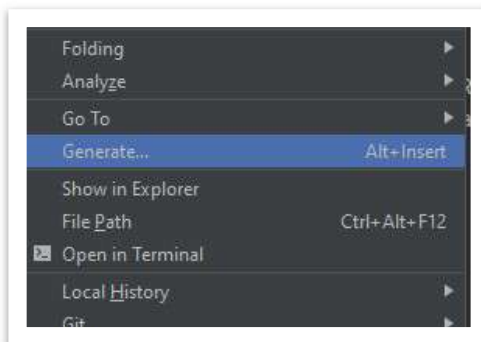 Folding
Analyze
Go To
Generate... Alt+Insert
Show in Explorer
File Path Ctrl+Alt+F12
Open in Terminal
Local History
Git